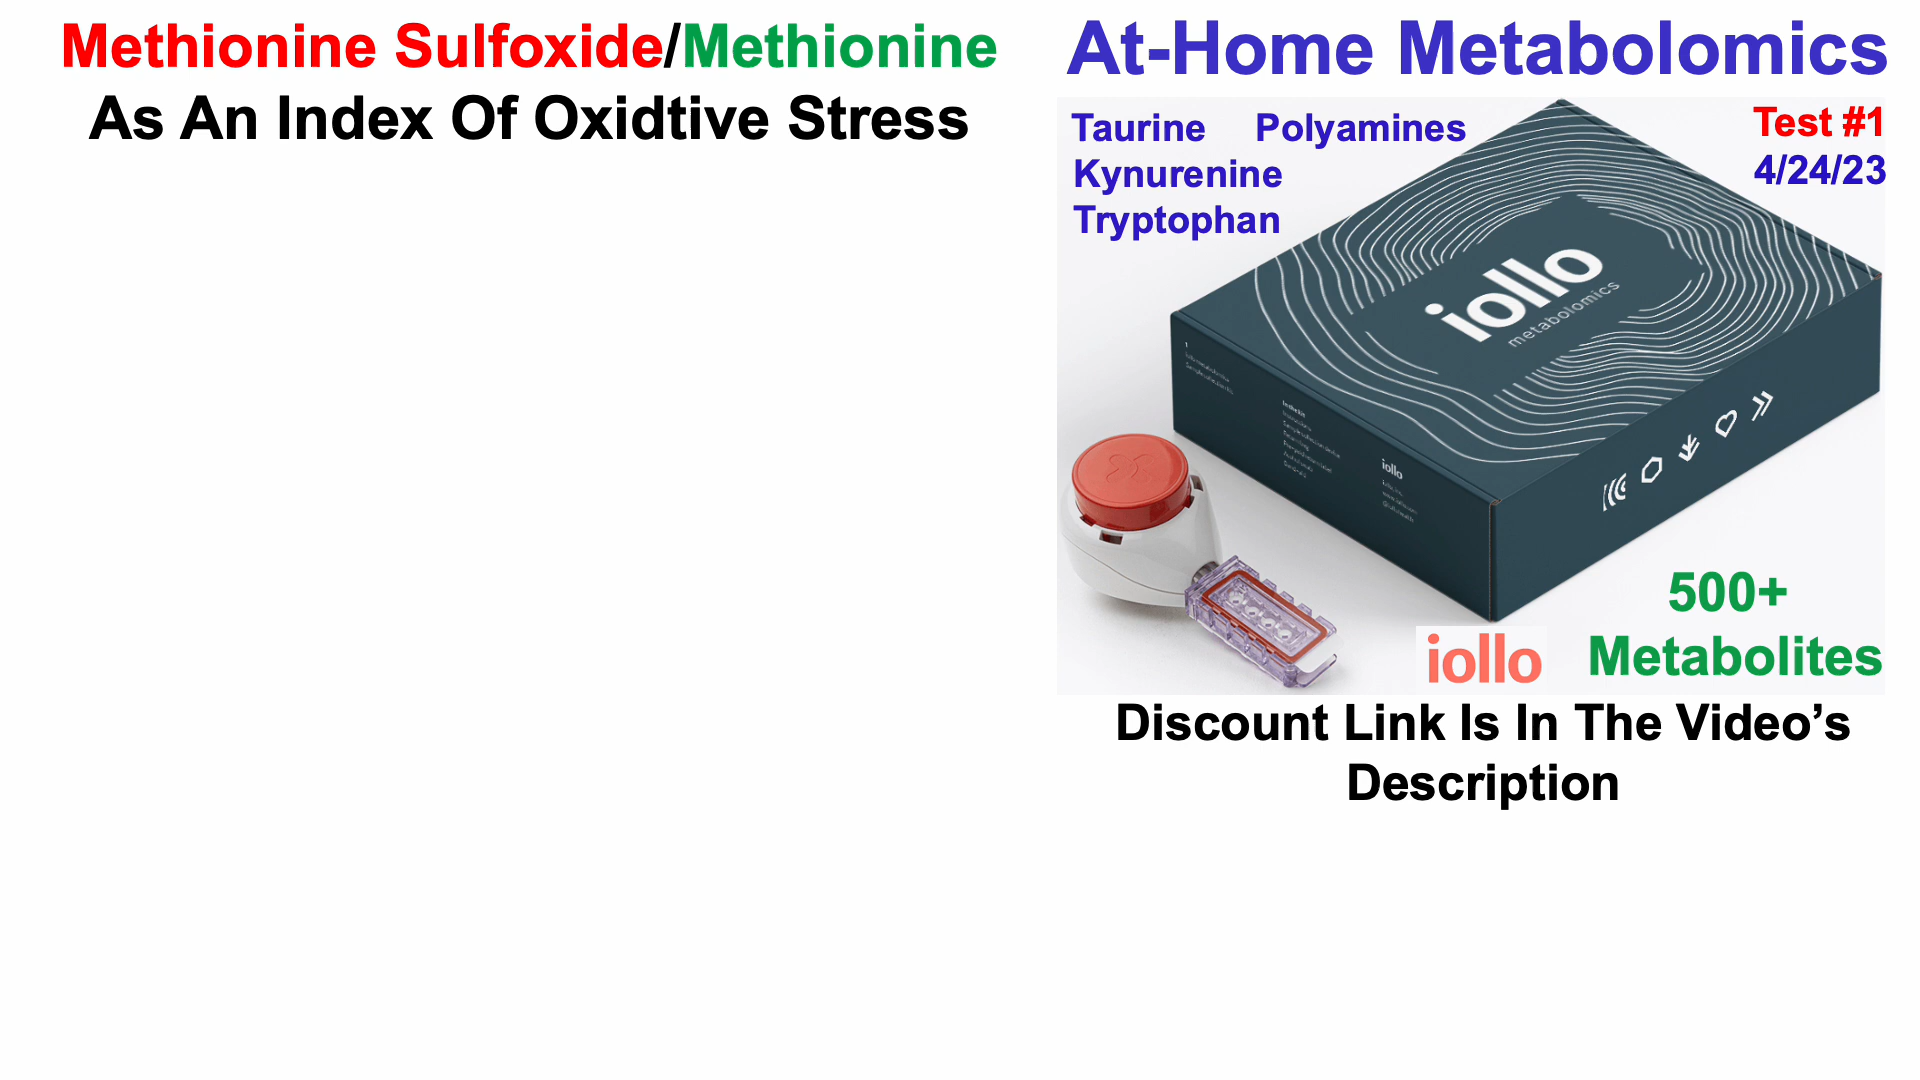 Methionine Sulfoxide/Methionine
As An Index Of Oxidtive Stress
At-Home Metabolomics
Taurine Polyamines
Kynurenine
Tryptophan
Test #1
4/24/23
iollo
metabolomics
iollo
500+
Metabolites
iollo
Discount Link Is In The Video’s
Description